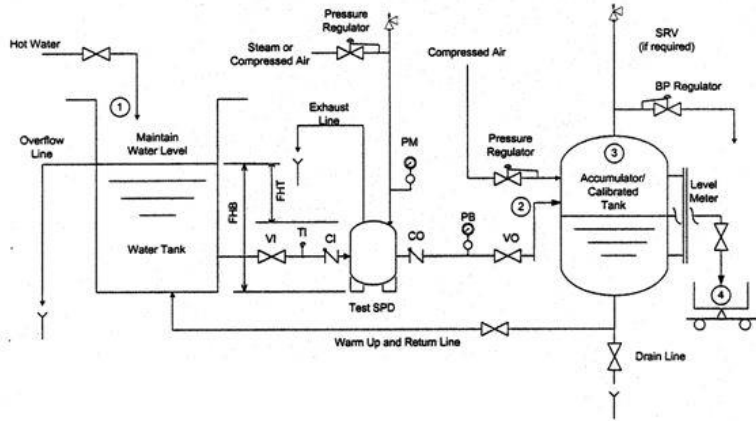 Hot Water
1
Overflow
Line
Maintain
Water Level
Water Tank
FHB
FHT
Pressure
Regulator
Steam or
Compressed Air
Exhaust
Line
PM
VI
TI
CI
CO
Test SPD
Warm Up and Return Line
Compressed Air
Pressure
Regulator
PB
VO
2
SRV
(if required)
BP Regulator
3
Accumulator/
Calibrated
Tank
Level
Meter
4
Drain Line